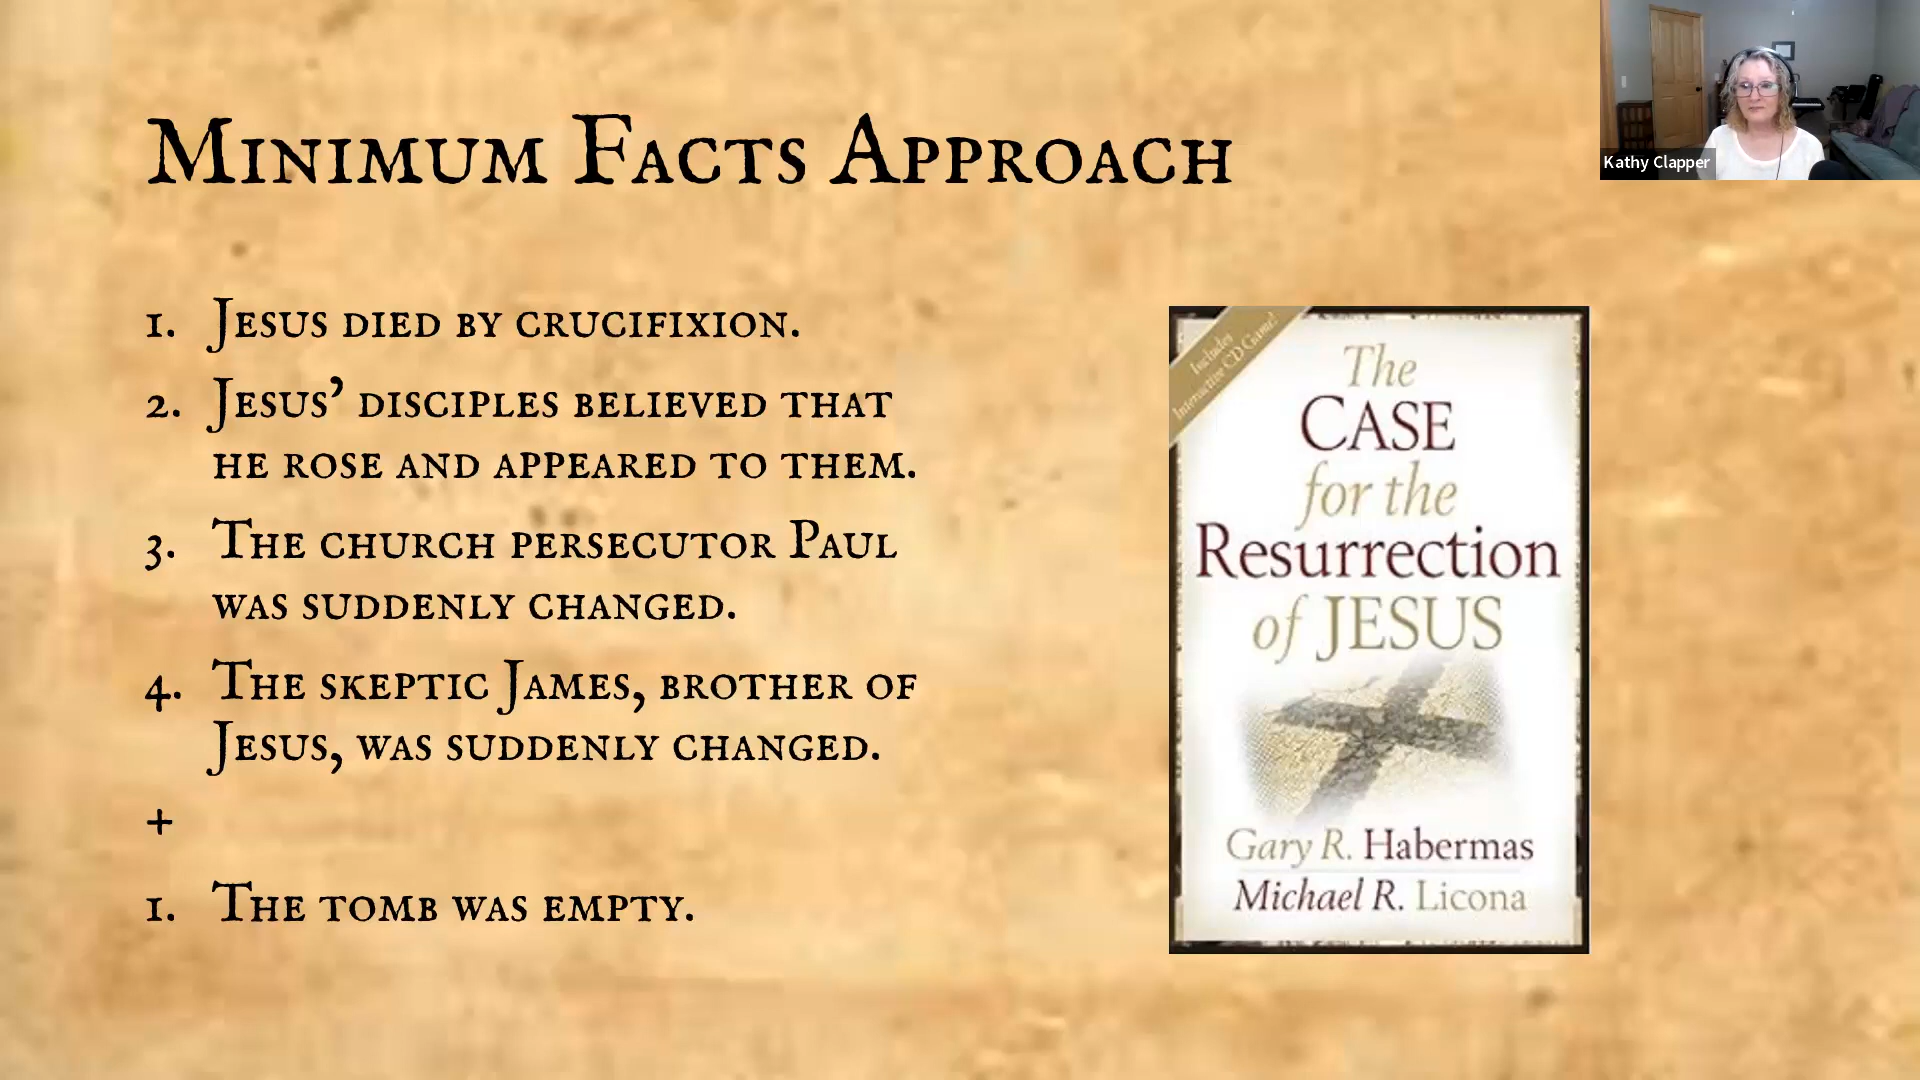 Minimum Facts Approach
1. Jesus died by crucifixion.
2. Jesus’ disciples believed that
he rose and appeared to them.
3. The church persecutor Paul
was suddenly changed.
4. The skeptic James, brother of
Jesus, was suddenly changed.
+
1. The tomb was empty.
Includes
Interactive CD Game!
The
CASE
for the
Resurrection
of JESUS
Gary R. Habermas
Michael R. Licona
Kathy Clapper